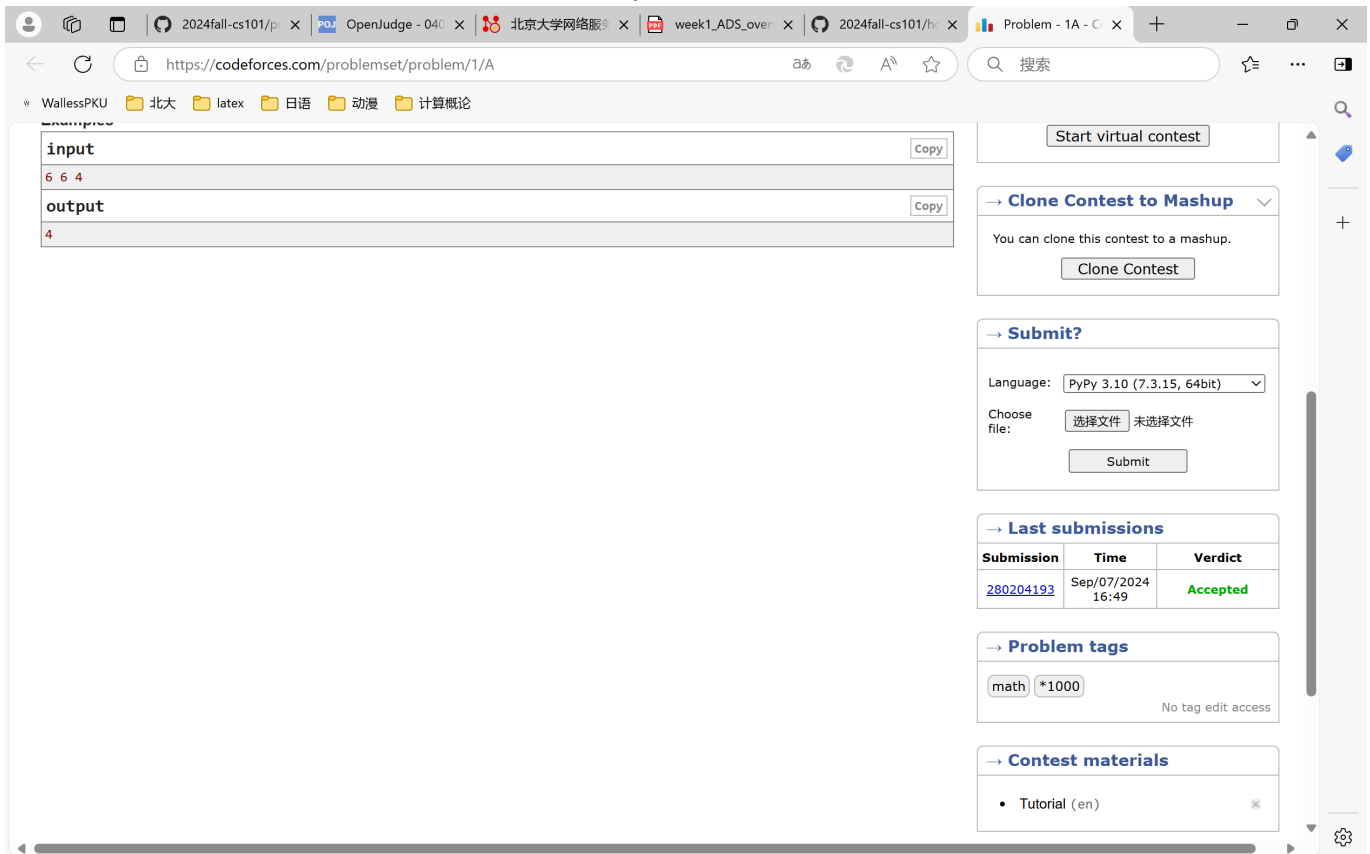 2024fall-cs101/pr
OpenJudge - 040
北京大学网络服务
week1_ADS_over
2024fall-cs101/ho
Problem - 1A - Co
https://codeforces.com/problemset/problem/1/A
搜索
WallessPKU
北大
latex
日语
动漫
计算概论
Examples
input
Copy
6 6 4
output
Copy
4
Start virtual contest
→ Clone Contest to Mashup
You can clone this contest to a mashup.
Clone Contest
→ Submit?
Language:
PyPy 3.10 (7.3.15, 64bit)
Choose
file:
选择文件 未选择文件
Submit
→ Last submissions
Submission Time Verdict
280204193 Sep/07/2024
16:49 Accepted
→ Problem tags
math *1000
No tag edit access
→ Contest materials
Tutorial (en)